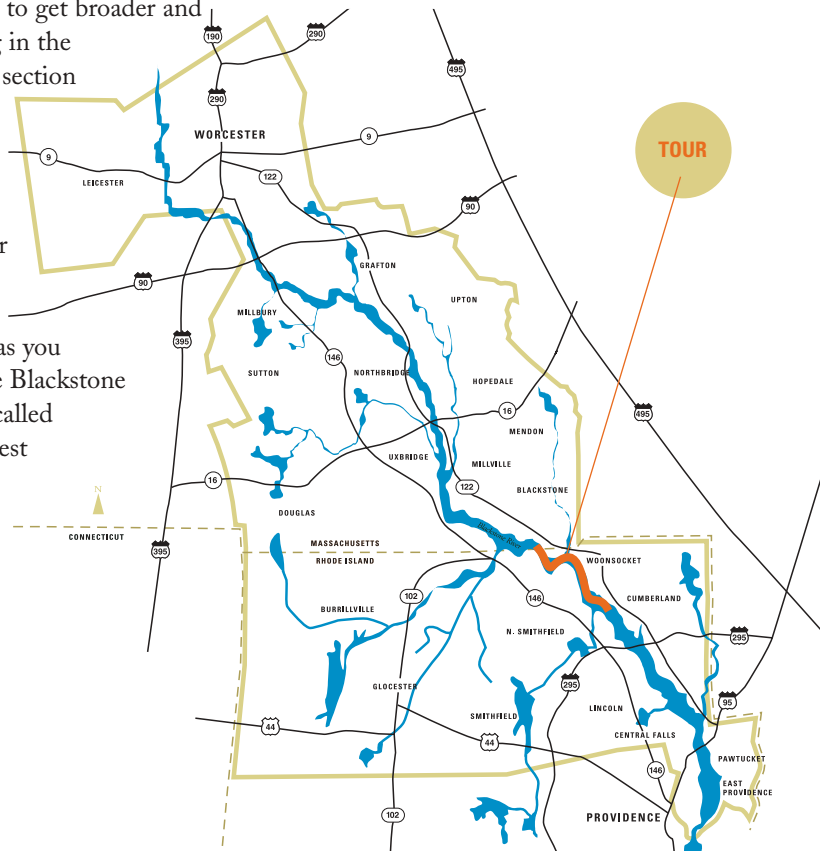 to get broader and
in the
section
r
as you
Blackstone
called
est
190
290
495
290
WORCESTER
9
TOUR
9
LEICESTER
122
90
GRAFTON
90
UPTON
MILLBURY
395
146
SUTTON
NORTHBRIDGE
HOPEDALE
16
495
MENDON
UXBRIDGE
MILLVILLE
16
122
BLACKSTONE
N
DOUGLAS
Blackstone River
CONNECTICUT
MASSACHUSETTS
395
RHODE ISLAND
WOONSOCKET
102
146
CUMBERLAND
BURRILLVILLE
N. SMITHFIELD
295
295
GLOCESTER
LINCOLN
95
SMITHFIELD
44
CENTRAL FALLS
44
PAWTUCKET
146
EAST
PROVIDENCE
102
PROVIDENCE